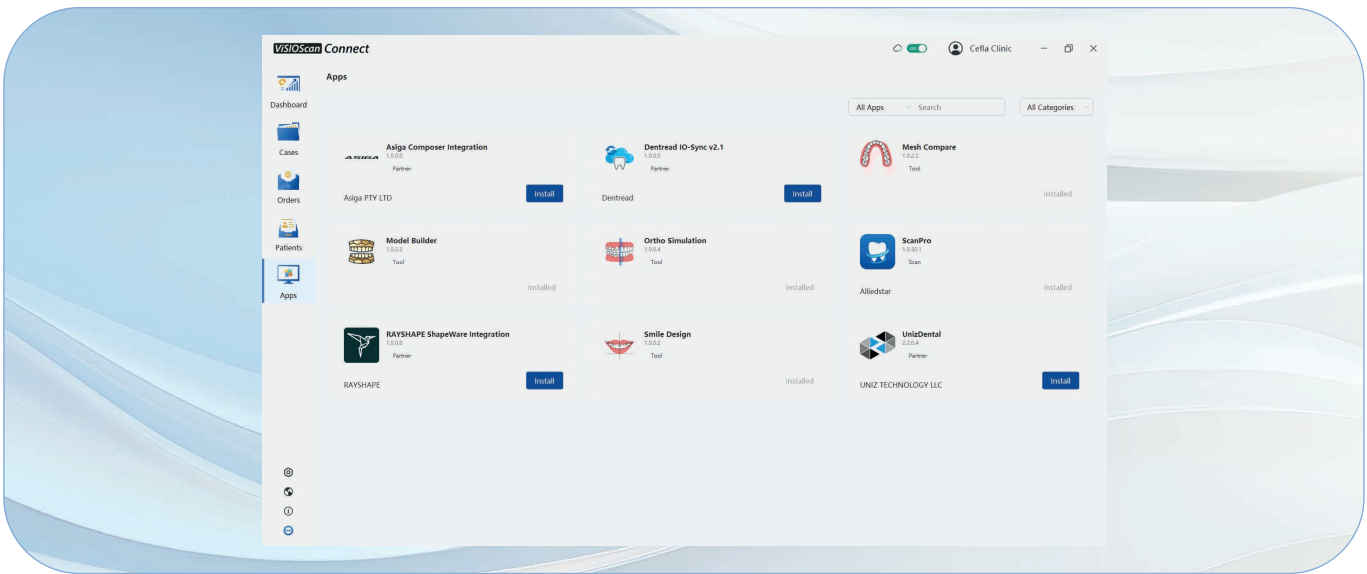 ViSIOScan Connect
ON
Cefla Clinic
Dashboard
Cases
Orders
Patients
Apps
Apps
All Apps
Search
All Categories
ASIGA
Asiga Composer Integration
1.0.0.0
Partner
Asiga PTY LTD
Install
Dentread IO-Sync v2.1
1.0.0.0
Partner
Dentread
Install
Mesh Compare
1.0.2.2
Tool
Installed
Model Builder
1.0.2.2
Tool
Installed
Ortho Simulation
1.0.0.4
Tool
Installed
ScanPro
1.0.30.1
Scan
Alliedstar
Installed
RAYSHAPE ShapeWare Integration
1.0.0.0
Partner
RAYSHAPE
Install
Smile Design
1.0.0.2
Tool
Installed
UnizDental
2.2.0.4
Partner
UNIZ TECHNOLOGY LLC
Install